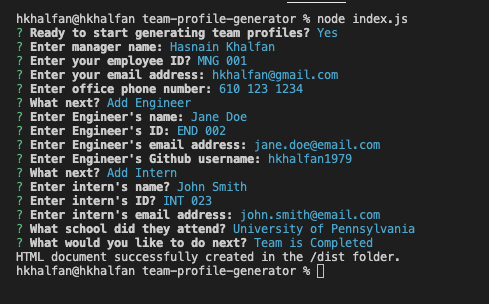 hkhalfan@hkhalfan team-profile-generator % node index.js
? Ready to start generating team profiles? Yes
? Enter manager name: Hasnain Khalfan
? Enter your employee ID? MNG 001
? Enter your email address: hkhalfan@gmail.com
? Enter office phone number: 610 123 1234
? What next? Add Engineer
? Enter Engineer's name: Jane Doe
? Enter Engineer's ID: END 002
? Enter Engineer's email address: jane.doe@email.com
? Enter Engineer's Github username: hkhalfan1979
? What next? Add Intern
? Enter intern's name? John Smith
? Enter intern's ID? INT 023
? Enter intern's email address: john.smith@email.com
? What school did they attend? University of Pennsylvania
? What would you like to do next? Team is Completed
HTML document successfully created in the /dist folder.
hkhalfan@hkhalfan team-profile-generator %